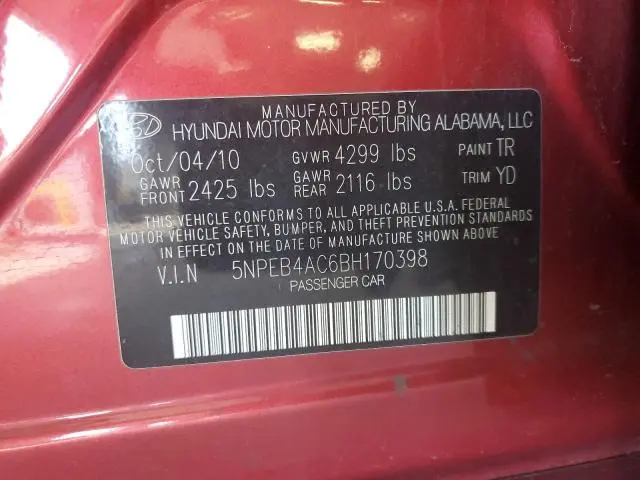 MANUFACTURED BY
HYUNDAI MOTOR MANUFACTURING ALABAMA, LLC
Oct/04/10 GVWR 4299 lbs PAINT TR
GAWR FRONT 2425 lbs GAWR REAR 2116 lbs TRIM YD
THIS VEHICLE CONFORMS TO ALL APPLICABLE U.S.A. FEDERAL
MOTOR VEHICLE SAFETY, BUMPER, AND THEFT PREVENTION STANDARDS
IN EFFECT ON THE DATE OF MANUFACTURE SHOWN ABOVE
V.I.N 5NPEB4AC6BH170398
PASSENGER CAR